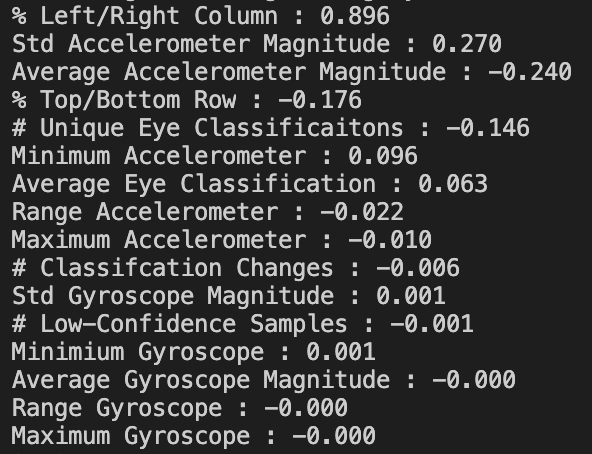 % Left/Right Column : 0.896
Std Accelerometer Magnitude : 0.270
Average Accelerometer Magnitude : -0.240
% Top/Bottom Row : -0.176
# Unique Eye Classificaitons : -0.146
Minimum Accelerometer : 0.096
Average Eye Classification : 0.063
Range Accelerometer : -0.022
Maximum Accelerometer : -0.010
# Classifcation Changes : -0.006
Std Gyroscope Magnitude : 0.001
# Low-Confidence Samples : -0.001
Minimium Gyroscope : 0.001
Average Gyroscope Magnitude : -0.000
Range Gyroscope : -0.000
Maximum Gyroscope : -0.000